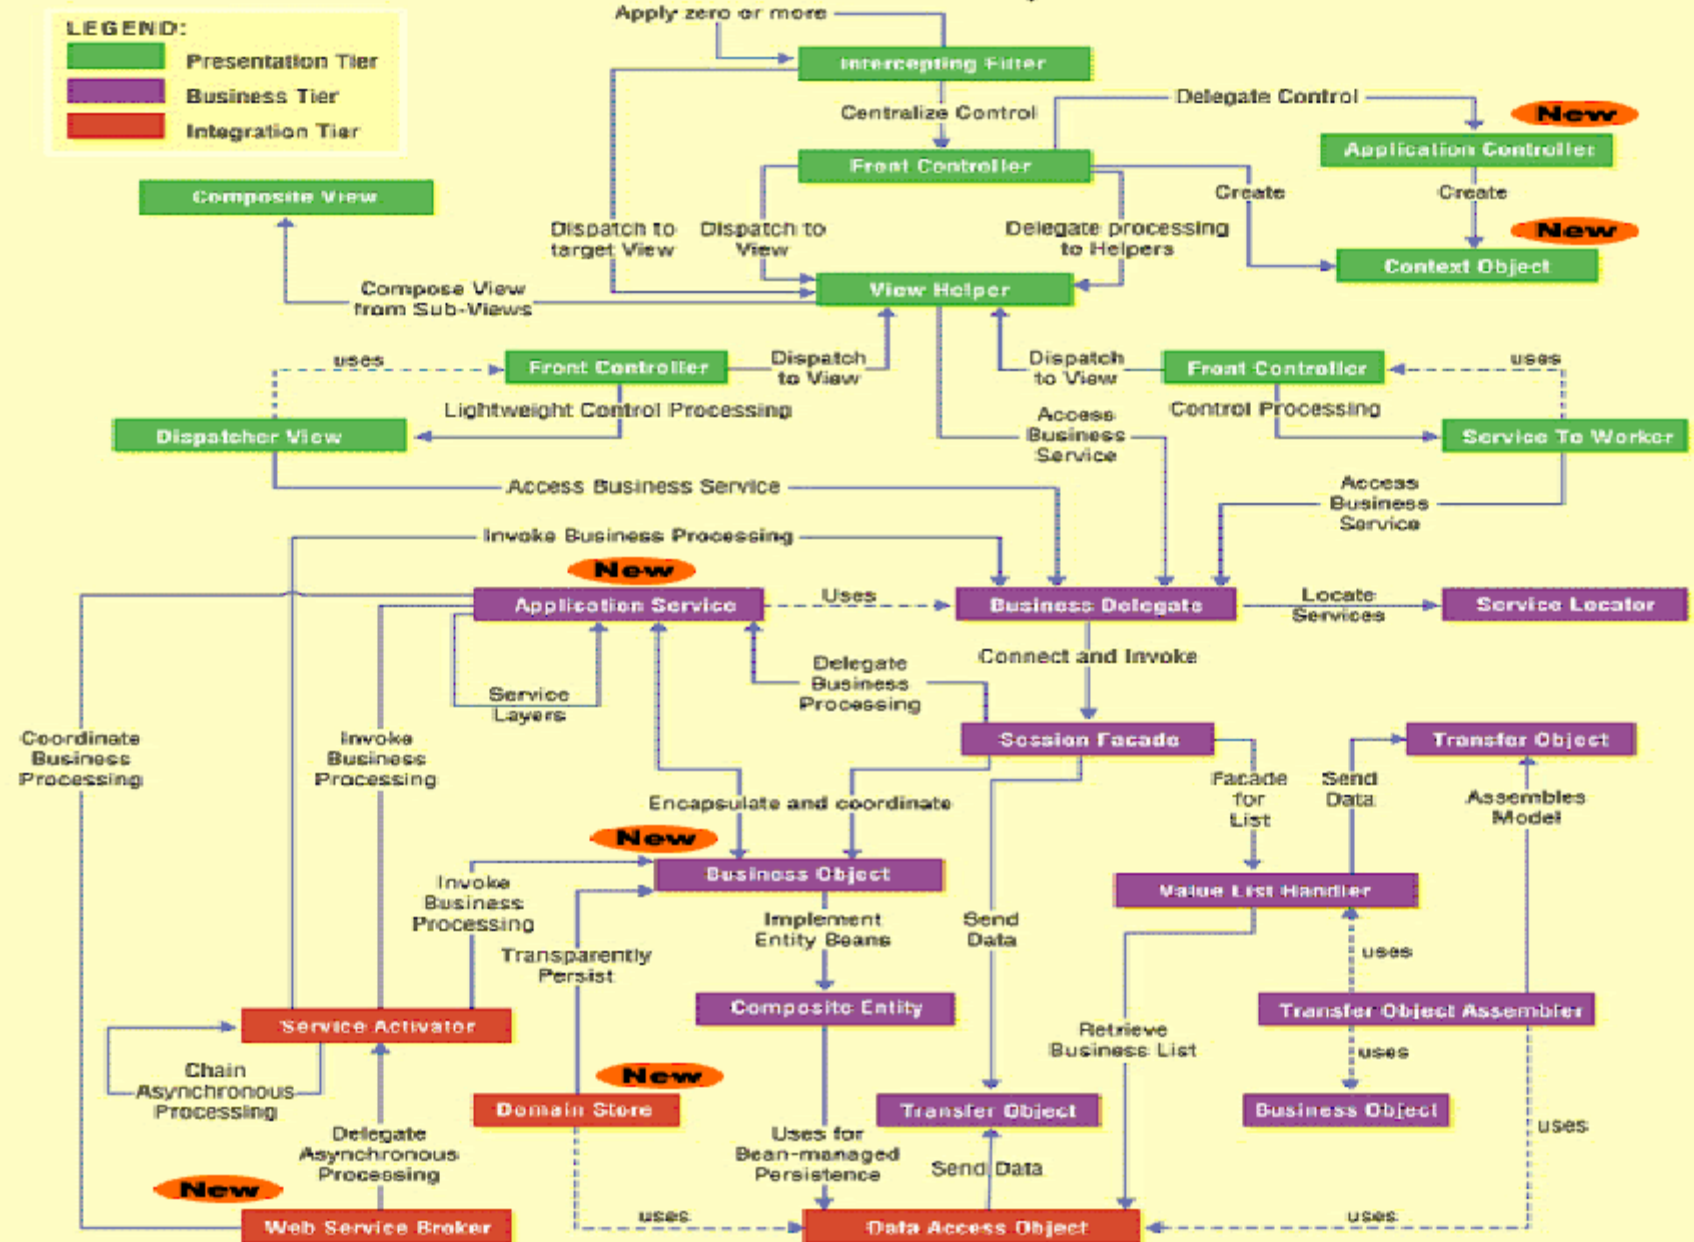 Apply zero or more
LEGEND:
Presentation Tier
Business Tier
Integration Tier
Intercepting Filter
Centralize Control
Delegate Control
New
Application Controller
Front Controller
Composite View
Create
Create
Dispatch to
target View
Dispatch to
View
Delegate processing
to Helpers
New
Context Object
View Helper
Compose View
from Sub-Views
uses
Front Controller
Dispatch
to View
Dispatch
to View
Front Controller
uses
Lightweight Control Processing
Control Processing
Dispatcher View
Access
Business
Service
Service To Worker
Access Business Service
Access
Business
Service
Invoke Business Processing
New
Application Service
Uses
Business Delegate
Locate
Services
Service Locator
Connect and Invoke
Delegate
Business
Processing
Service
Layers
Coordinate
Business
Processing
Invoke
Business
Processing
Session Facade
Transfer Object
Facade
for
List
Send
Data
Assembles
Model
Encapsulate and coordinate
New
Business Object
Value List Handler
Invoke
Business
Processing
Implement
Entity Beans
Send
Data
Transparently
Persist
uses
Composite Entity
Transfer Object Assembler
Service Activator
Retrieve
Business List
uses
Chain
Asynchronous
Processing
New
Domain Store
Transfer Object
Business Object
uses
Delegate
Asynchronous
Processing
Uses for
Bean-managed
Persistence
Send Data
New
Web Service Broker
uses
Data Access Object
uses